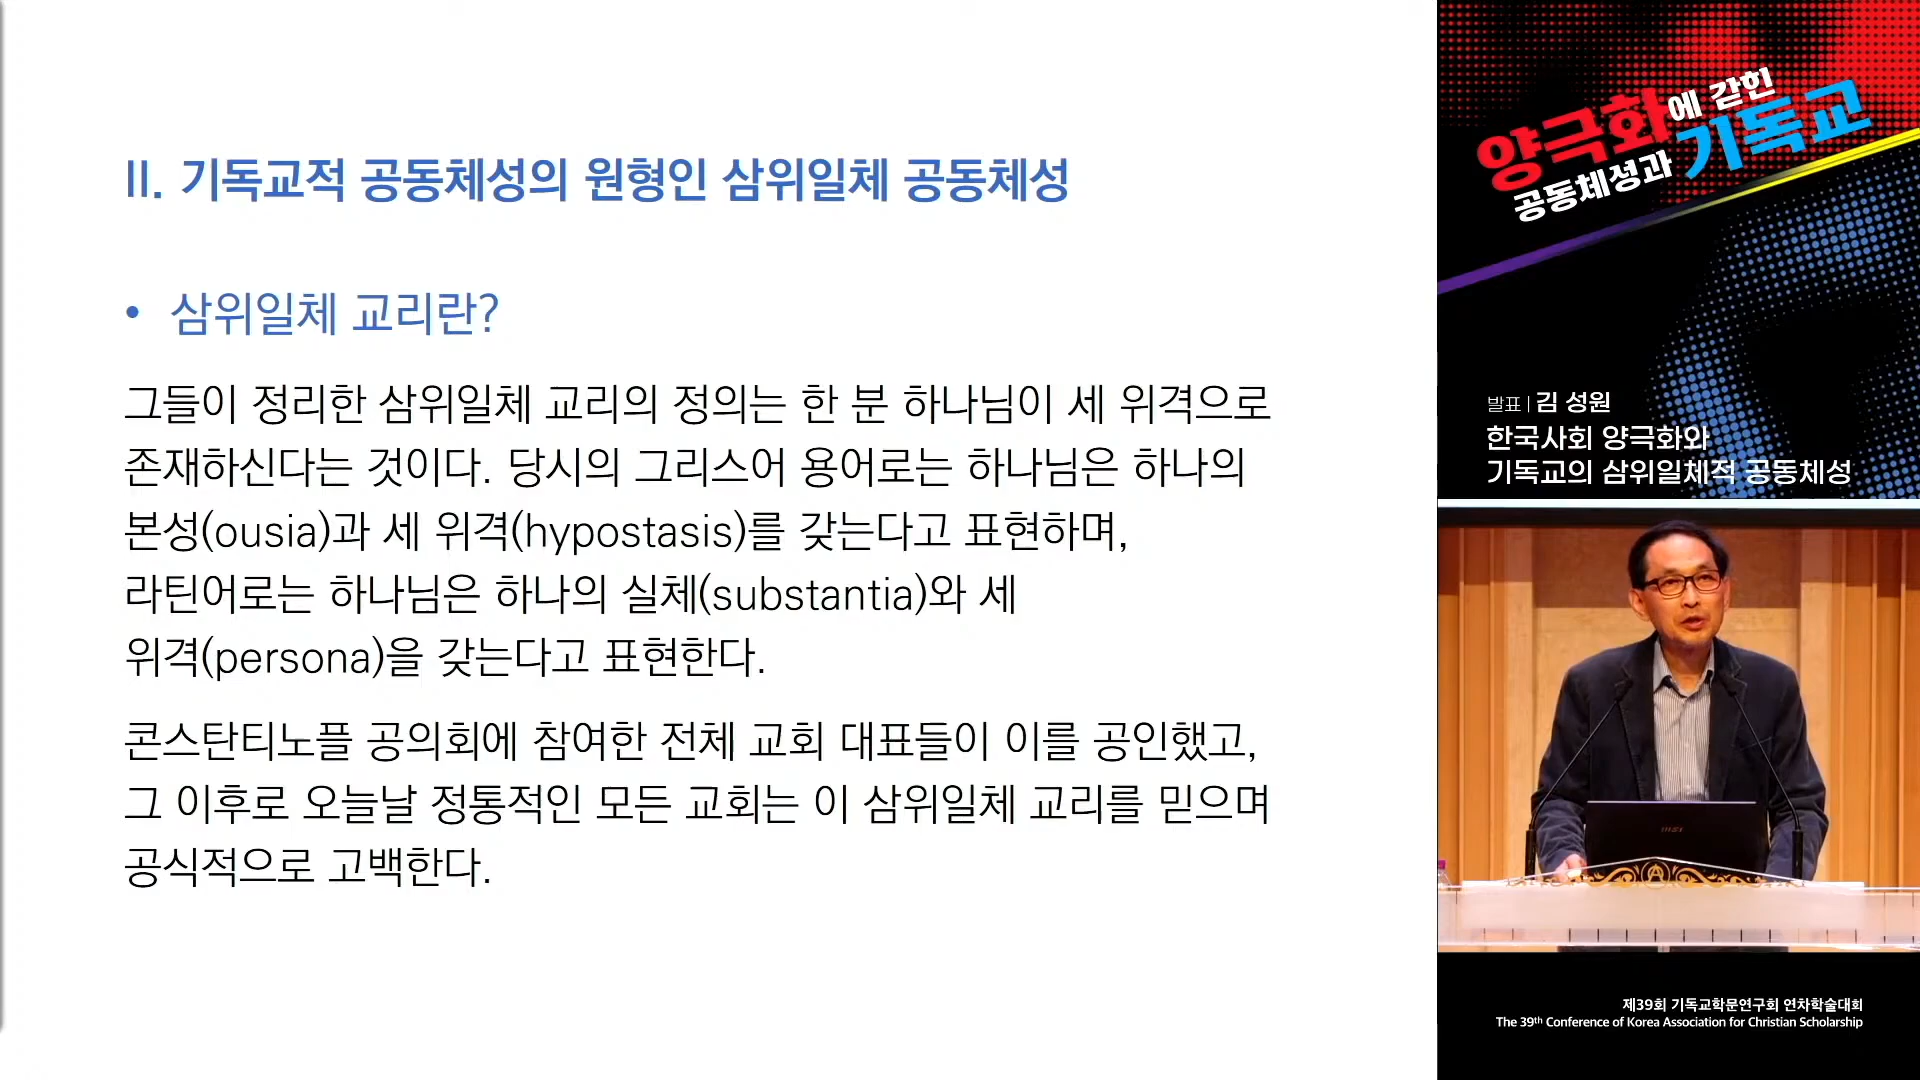 II. 기독교적 공동체성의 원형인 삼위일체 공동체성
• 삼위일체 교리란?
그들이 정리한 삼위일체 교리의 정의는 한 분 하나님이 세 위격으로
존재하신다는 것이다. 당시의 그리스어 용어로는 하나님은 하나의
본성(ousia)과 세 위격(hypostasis)를 갖는다고 표현하며,
라틴어로는 하나님은 하나의 실체(substantia)와 세
위격(persona)을 갖는다고 표현한다.
콘스탄티노플 공의회에 참여한 전체 교회 대표들이 이를 공인했고,
그 이후로 오늘날 정통적인 모든 교회는 이 삼위일체 교리를 믿으며
공식적으로 고백한다.
양극화에 갇힌
공동체성과 기독교
발표 | 김 성원
한국사회 양극화와
기독교의 삼위일체적 공동체성
msi
제39회 기독교학문연구회 연차학술대회
The 39th Conference of Korea Association for Christian Scholarship